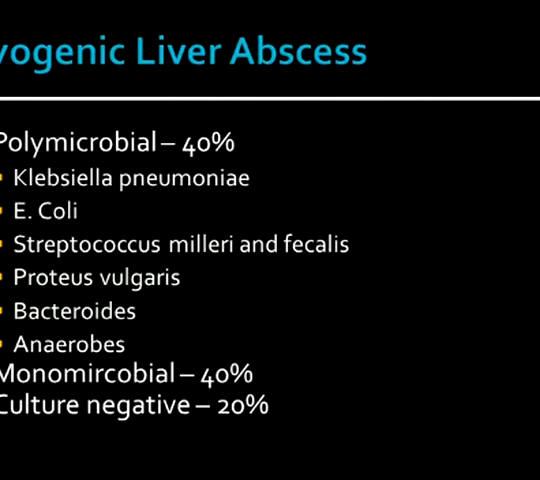 yogenic Liver Abscess
Polymicrobial – 40%
Klebsiella pneumoniae
E. Coli
Streptococcus milleri and fecalis
Proteus vulgaris
Bacteroides
Anaerobes
Monomircobial – 40%
Culture negative – 20%